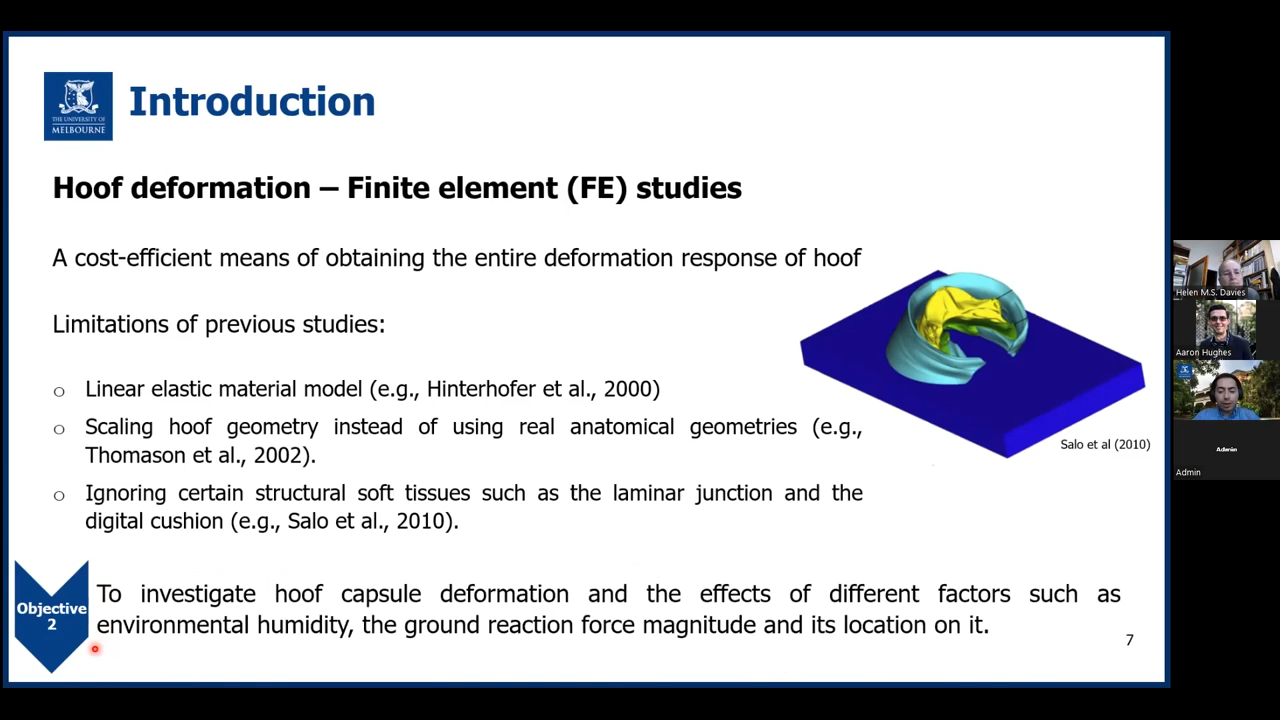 THE UNIVERSITY OF
MELBOURNE
Introduction
Hoof deformation – Finite element (FE) studies
A cost-efficient means of obtaining the entire deformation response of hoof
Limitations of previous studies:
Linear elastic material model (e.g., Hinterhofer et al., 2000)
Scaling hoof geometry instead of using real anatomical geometries (e.g.,
Thomason et al., 2002).
Ignoring certain structural soft tissues such as the laminar junction and the
digital cushion (e.g., Salo et al., 2010).
Salo et al (2010)
Objective
2
To investigate hoof capsule deformation and the effects of different factors such as
environmental humidity, the ground reaction force magnitude and its location on it.
7
Helen M.S. Davies
Aaron Hughes
Admin
Admin